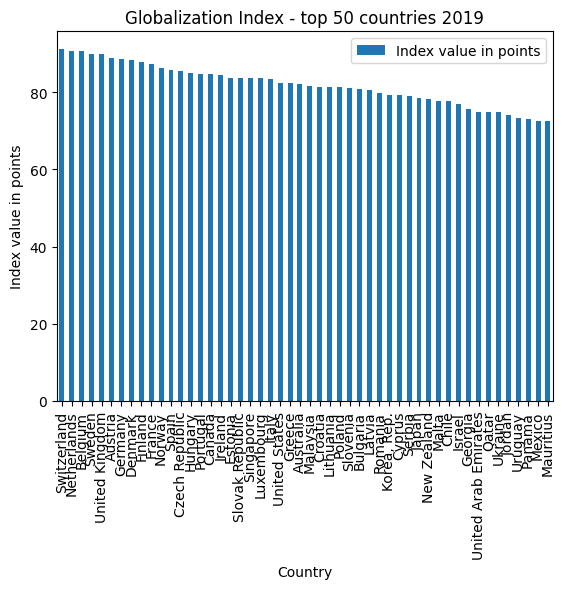 Globalization Index - top 50 countries 2019
Index value in points
Index value in points
80
60
40
20
0
Switzerland
Netherlands
Belgium
Sweden
United Kingdom
Austria
Germany
Denmark
Finland
France
Norway
Spain
Czech Republic
Hungary
Portugal
Canada
Ireland
Estonia
Slovak Republic
Singapore
Luxembourg
Italy
United States
Greece
Australia
Malaysia
Croatia
Lithuania
Poland
Slovenia
Bulgaria
Latvia
Romania
Korea, Rep.
Cyprus
Serbia
Japan
New Zealand
Malta
Chile
Israel
Georgia
United Arab Emirates
Qatar
Ukraine
Jordan
Uruguay
Panama
Mexico
Mauritius
Country